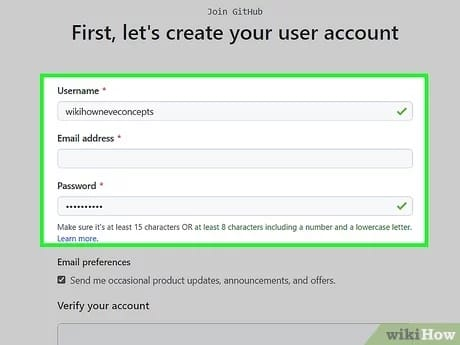 Join GitHub
First, let's create your user account
Username *
wikihowneveconcepts
Email address *
Password *
••••••••••
Make sure it's at least 15 characters OR at least 8 characters including a number and a lowercase letter.
Learn more.
Email preferences
Send me occasional product updates, announcements, and offers.
Verify your account
wikiHow